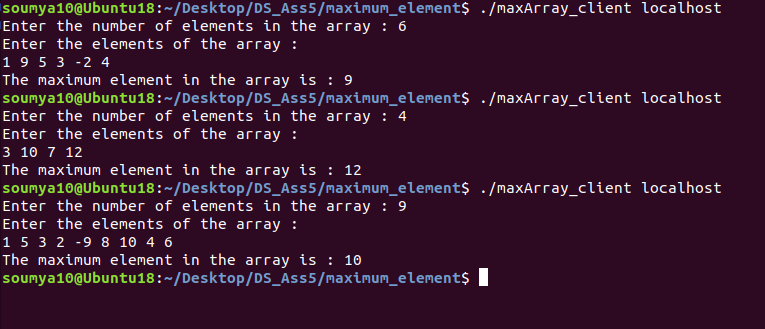 soumya10@Ubuntu18:~/Desktop/DS_Ass5/maximum_element$ ./maxArray_client localhost
Enter the number of elements in the array : 6
Enter the elements of the array :
1 9 5 3 -2 4
The maximum element in the array is : 9
soumya10@Ubuntu18:~/Desktop/DS_Ass5/maximum_element$ ./maxArray_client localhost
Enter the number of elements in the array : 4
Enter the elements of the array :
3 10 7 12
The maximum element in the array is : 12
soumya10@Ubuntu18:~/Desktop/DS_Ass5/maximum_element$ ./maxArray_client localhost
Enter the number of elements in the array : 9
Enter the elements of the array :
1 5 3 2 -9 8 10 4 6
The maximum element in the array is : 10
soumya10@Ubuntu18:~/Desktop/DS_Ass5/maximum_element$